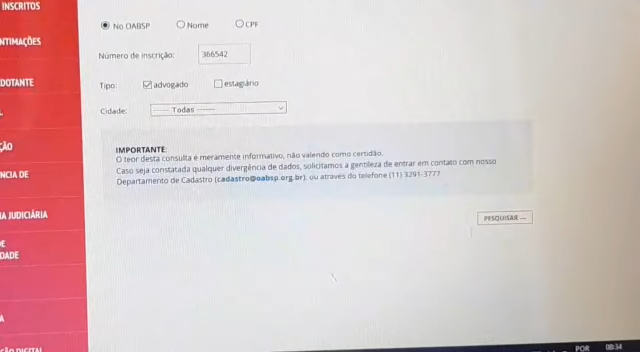 INSCRITOS
No OABSP
Nome
CPF
NTIMAÇÕES
Número de inscrição:
366542
DOTANTE
Tipo:
advogado
estagiário
Cidade:
------ Todas ------
ÇÃO
NCIA DE
IMPORTANTE:
O teor desta consulta é meramente informativo, não valendo como certidão.
Caso seja constatada qualquer divergência de dados, solicitamos a gentileza de entrar em contato com nosso
Departamento de Cadastro (cadastro@oabsp.org.br), ou através do telefone (11) 3291-3777
A JUDICIÁRIA
PESQUISAR
E
DADE
A
ÇÃO DIGITAL
POR
08:34